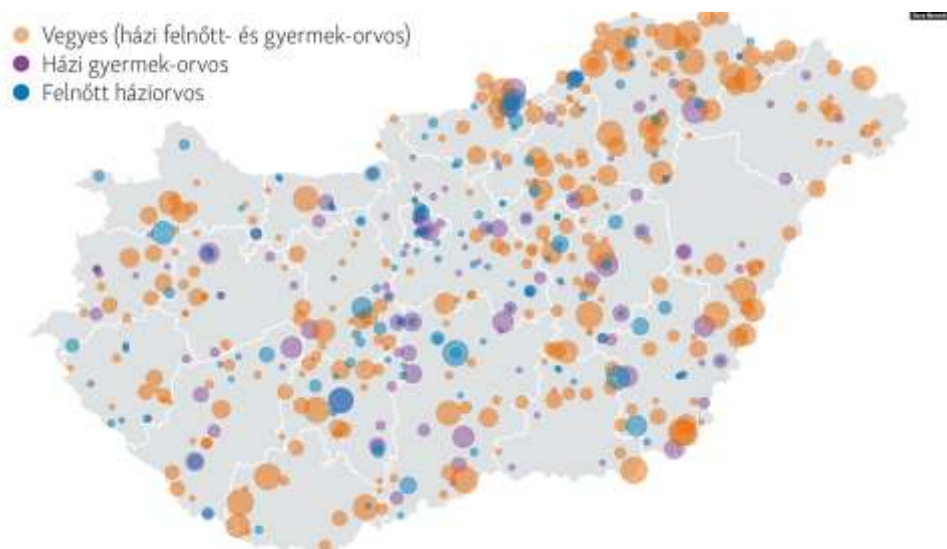 Vegyes (házi felnőtt- és gyermek-orvos)
Házi gyermek-orvos
Felnőtt háziorvos